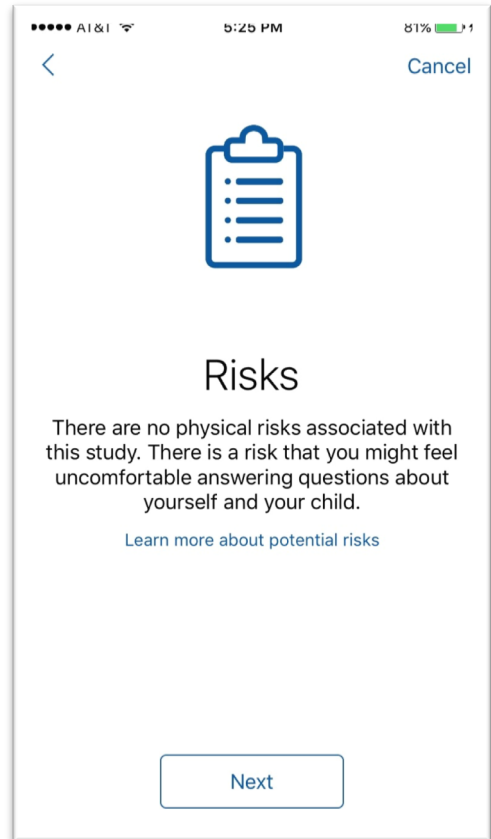 AT&T 5:25 PM 81%
Cancel
Risks
There are no physical risks associated with
this study. There is a risk that you might feel
uncomfortable answering questions about
yourself and your child.
Learn more about potential risks
Next